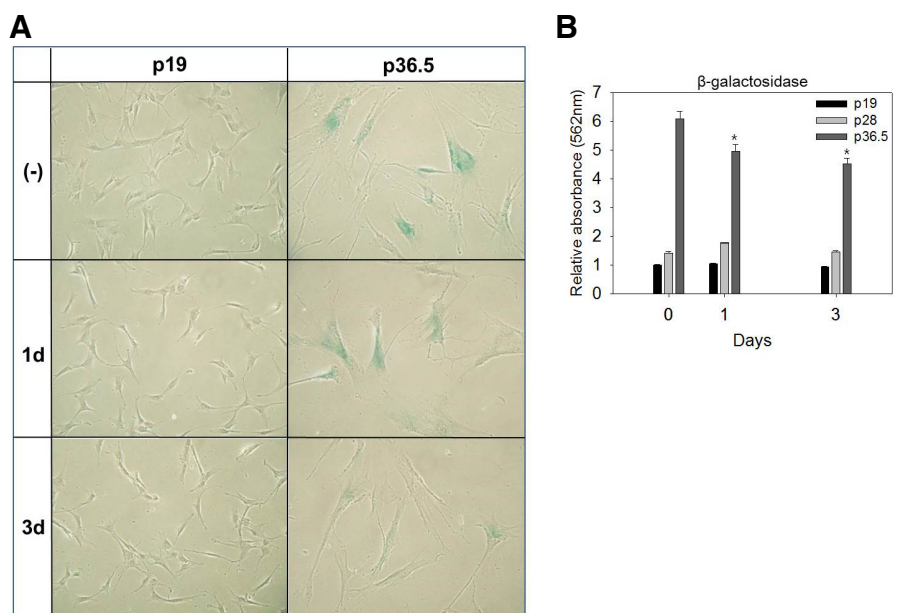 A
p19 p36.5
(-)
1d
3d
B
β-galactosidase
Relative absorbance (562nm)
7
6
5
4
3
2
1
0
p19
p28
p36.5
*
*
0 1 3
Days